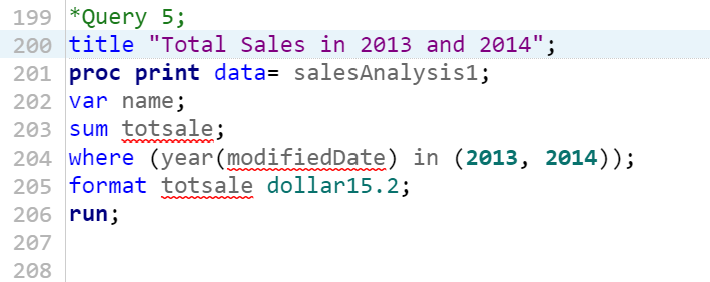 199 *Query 5;
200 title "Total Sales in 2013 and 2014";
201 proc print data= salesAnalysis1;
202 var name;
203 sum totsale;
204 where (year(modifiedDate) in (2013, 2014));
205 format totsale dollar15.2;
206 run;
207
208